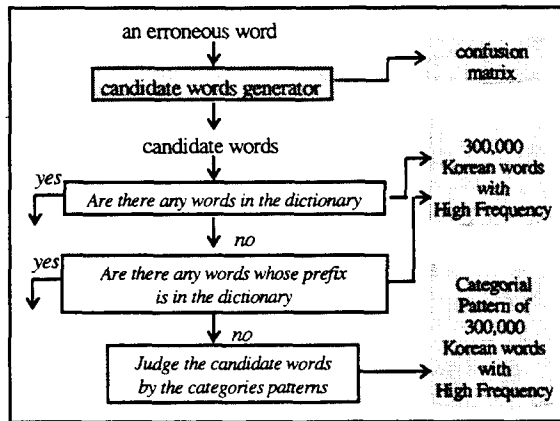 an erroneous word
candidate words generator
confusion
matrix
candidate words
300,000
Korean words
with
High Frequency
yes
Are there any words in the dictionary
no
yes
Are there any words whose prefix
is in the dictionary
no
Categorial
Pattern of
300,000
Korean words
with
High Frequency
Judge the candidate words
by the categories patterns